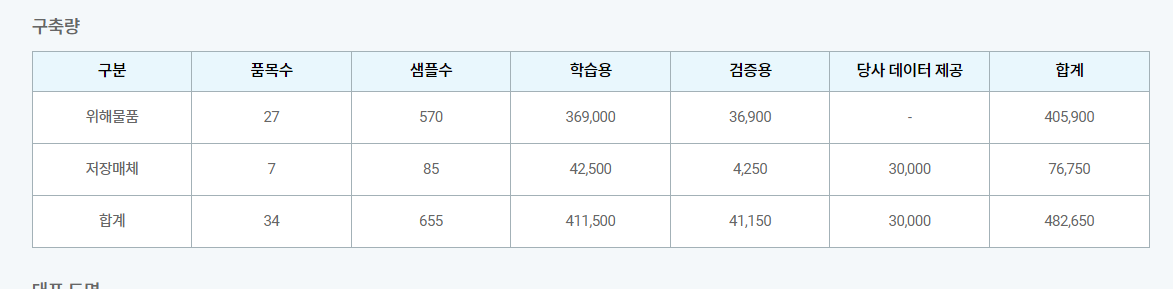 구축량
구분 품목수 샘플수 학습용 검증용 당사 데이터 제공 합계
위해물품 27 570 369,000 36,900 - 405,900
저장매체 7 85 42,500 4,250 30,000 76,750
합계 34 655 411,500 41,150 30,000 482,650